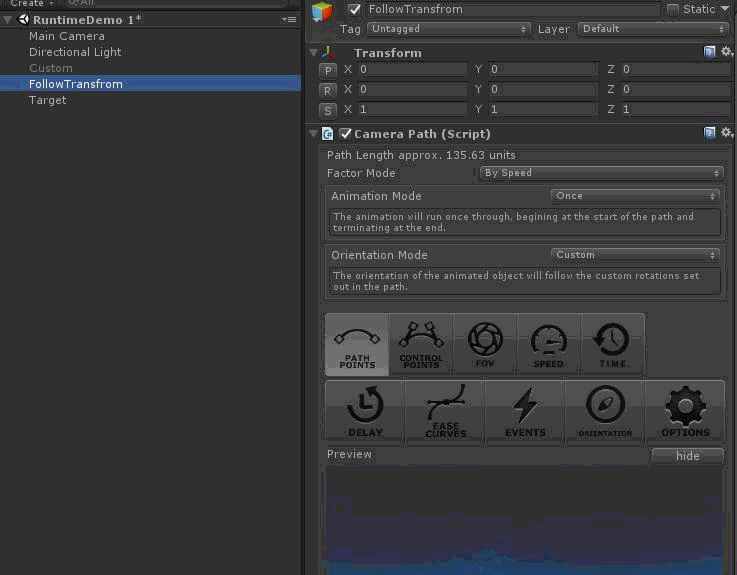 Create
All
RuntimeDemo 1*
Main Camera
Directional Light
Custom
FollowTransfrom
Target
FollowTransfrom
Static
Tag Untagged Layer Default
Transform
P X 0 Y 0 Z 0
R X 0 Y 0 Z 0
S X 1 Y 1 Z 1
Camera Path (Script)
Path Length approx. 135.63 units
Factor Mode By Speed
Animation Mode Once
The animation will run once through, begining at the start of the path and
terminating at the end.
Orientation Mode Custom
The orientation of the animated object will follow the custom rotations set
out in the path.
PATH POINTS
CONTROL POINTS
FOV
SPEED
TIME
DELAY
EASE CURVES
EVENTS
ORIENTATION
OPTIONS
Preview hide